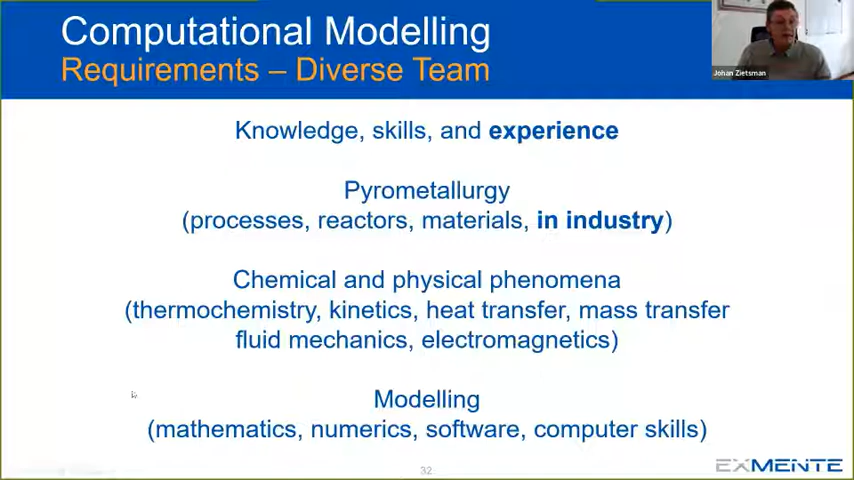 Computational Modelling
Requirements – Diverse Team
Johan Zietsman
Knowledge, skills, and experience
Pyrometallurgy
(processes, reactors, materials, in industry)
Chemical and physical phenomena
(thermochemistry, kinetics, heat transfer, mass transfer
fluid mechanics, electromagnetics)
Modelling
(mathematics, numerics, software, computer skills)
32
EXMENTE